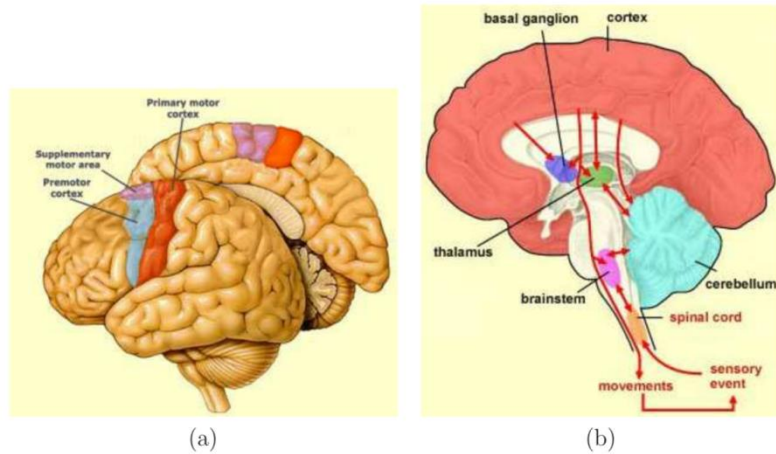 Primary motor
cortex
Supplementary
motor area
Premotor
cortex
(a)
basal ganglion
cortex
thalamus
cerebellum
brainstem
spinal cord
sensory
event
movements
(b)